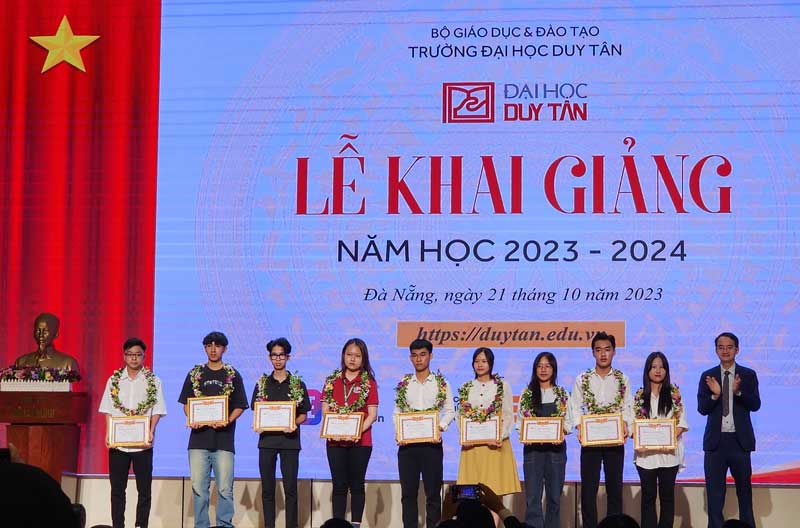 BỘ GIÁO DỤC & ĐÀO TẠO
TRƯỜNG ĐẠI HỌC DUY TÂN
ĐẠI HỌC
DUY TÂN
LỄ KHAI GIẢNG
NĂM HỌC 2023 - 2024
Đà Nẵng, ngày 21 tháng 10 năm 2023
https://duytan.edu.v